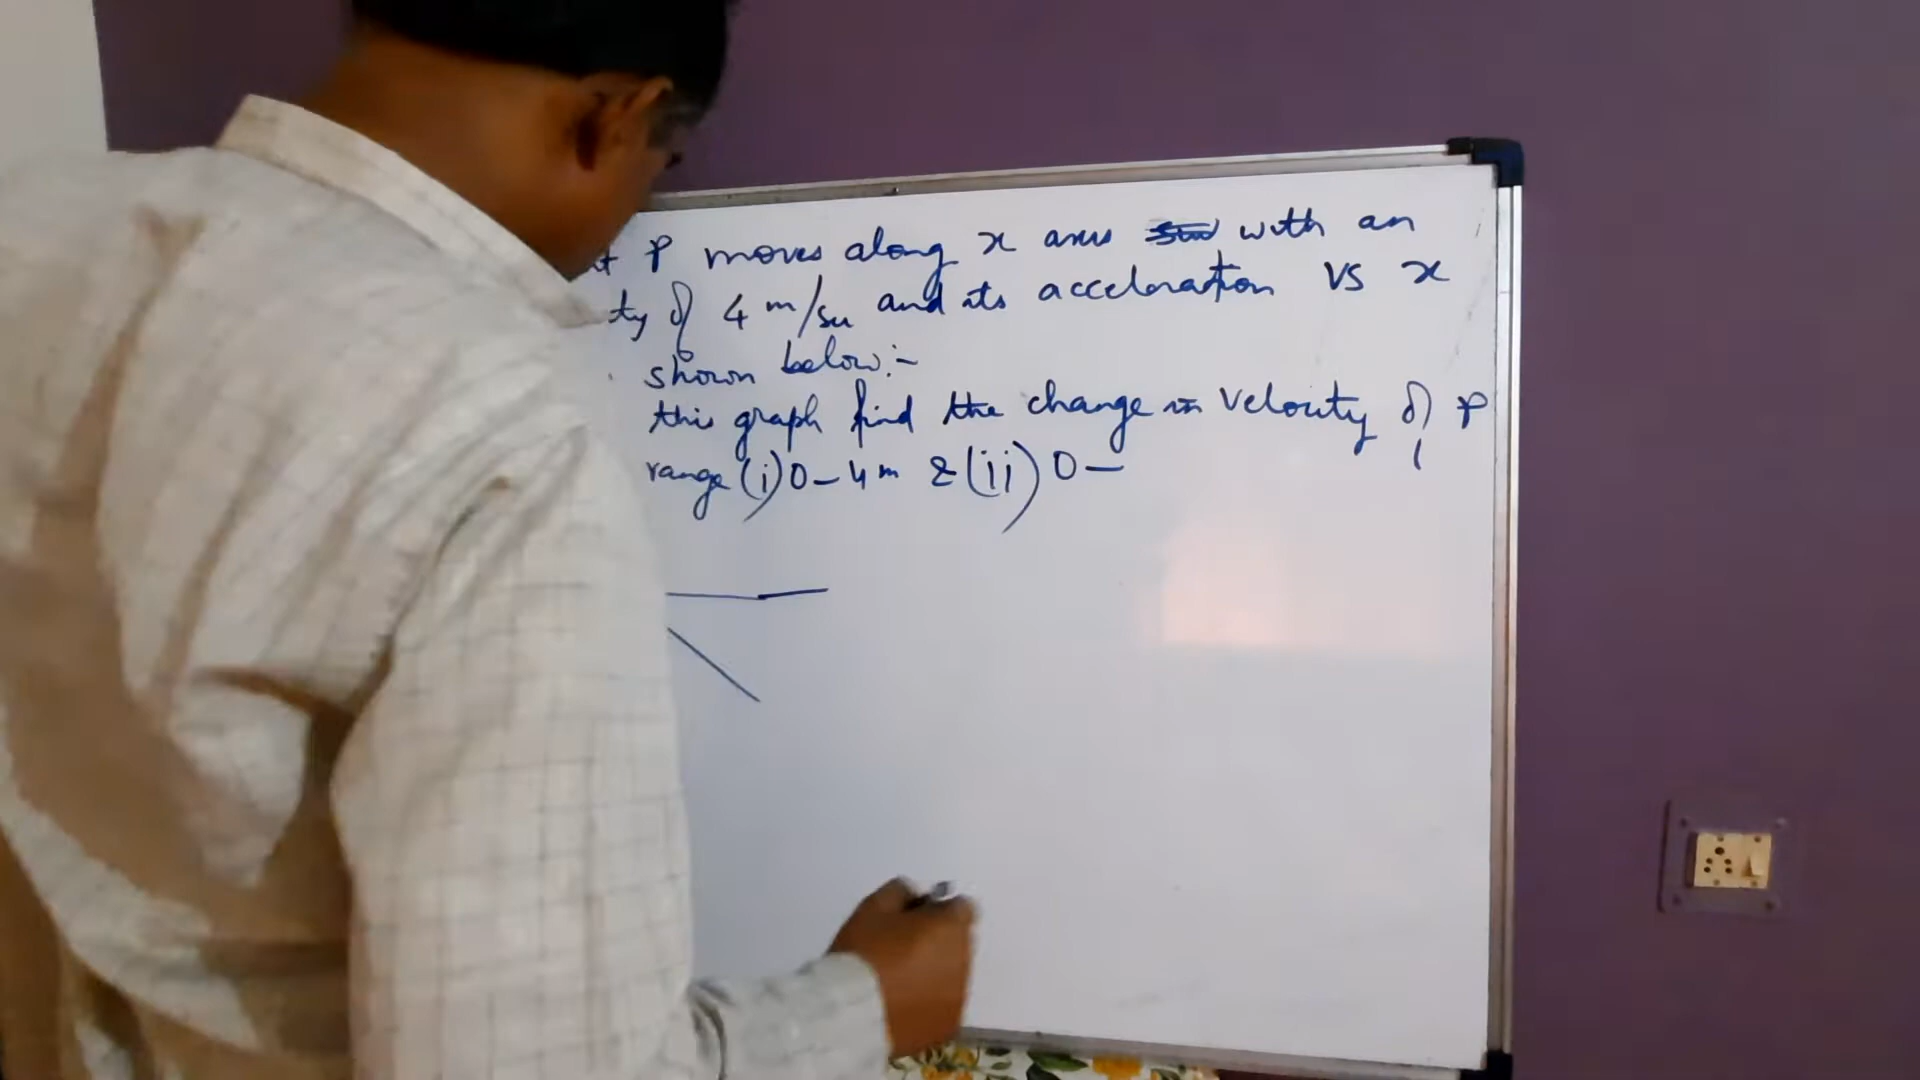 P moves along x axis with an
of 4 m/sec and its acceleration VS x
shown below:-
this graph find the change in velocity of P
range (i) 0 - 4m & (ii) 0 -